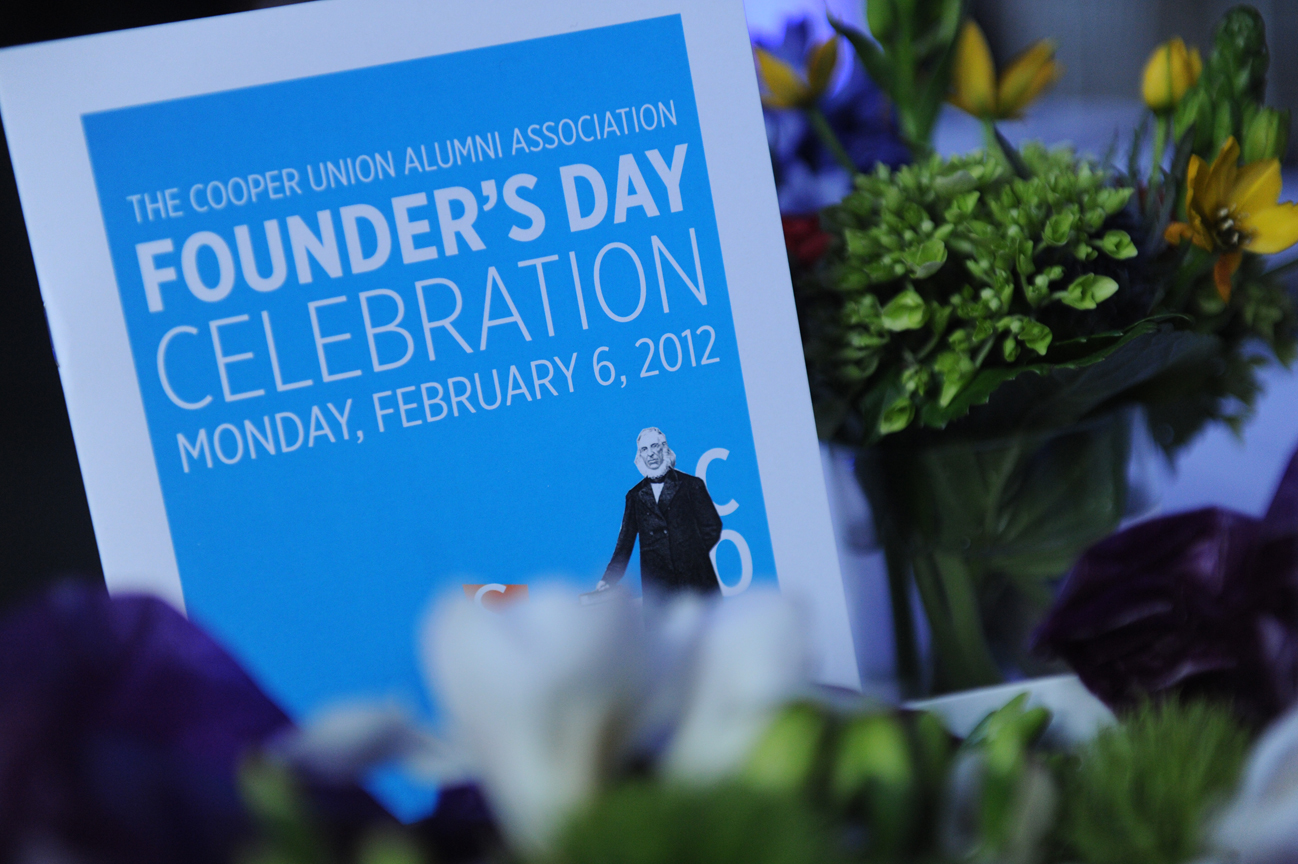 THE COOPER UNION ALUMNI ASSOCIATION
FOUNDER'S DAY
CELEBRATION
MONDAY, FEBRUARY 6, 2012
C
O
C